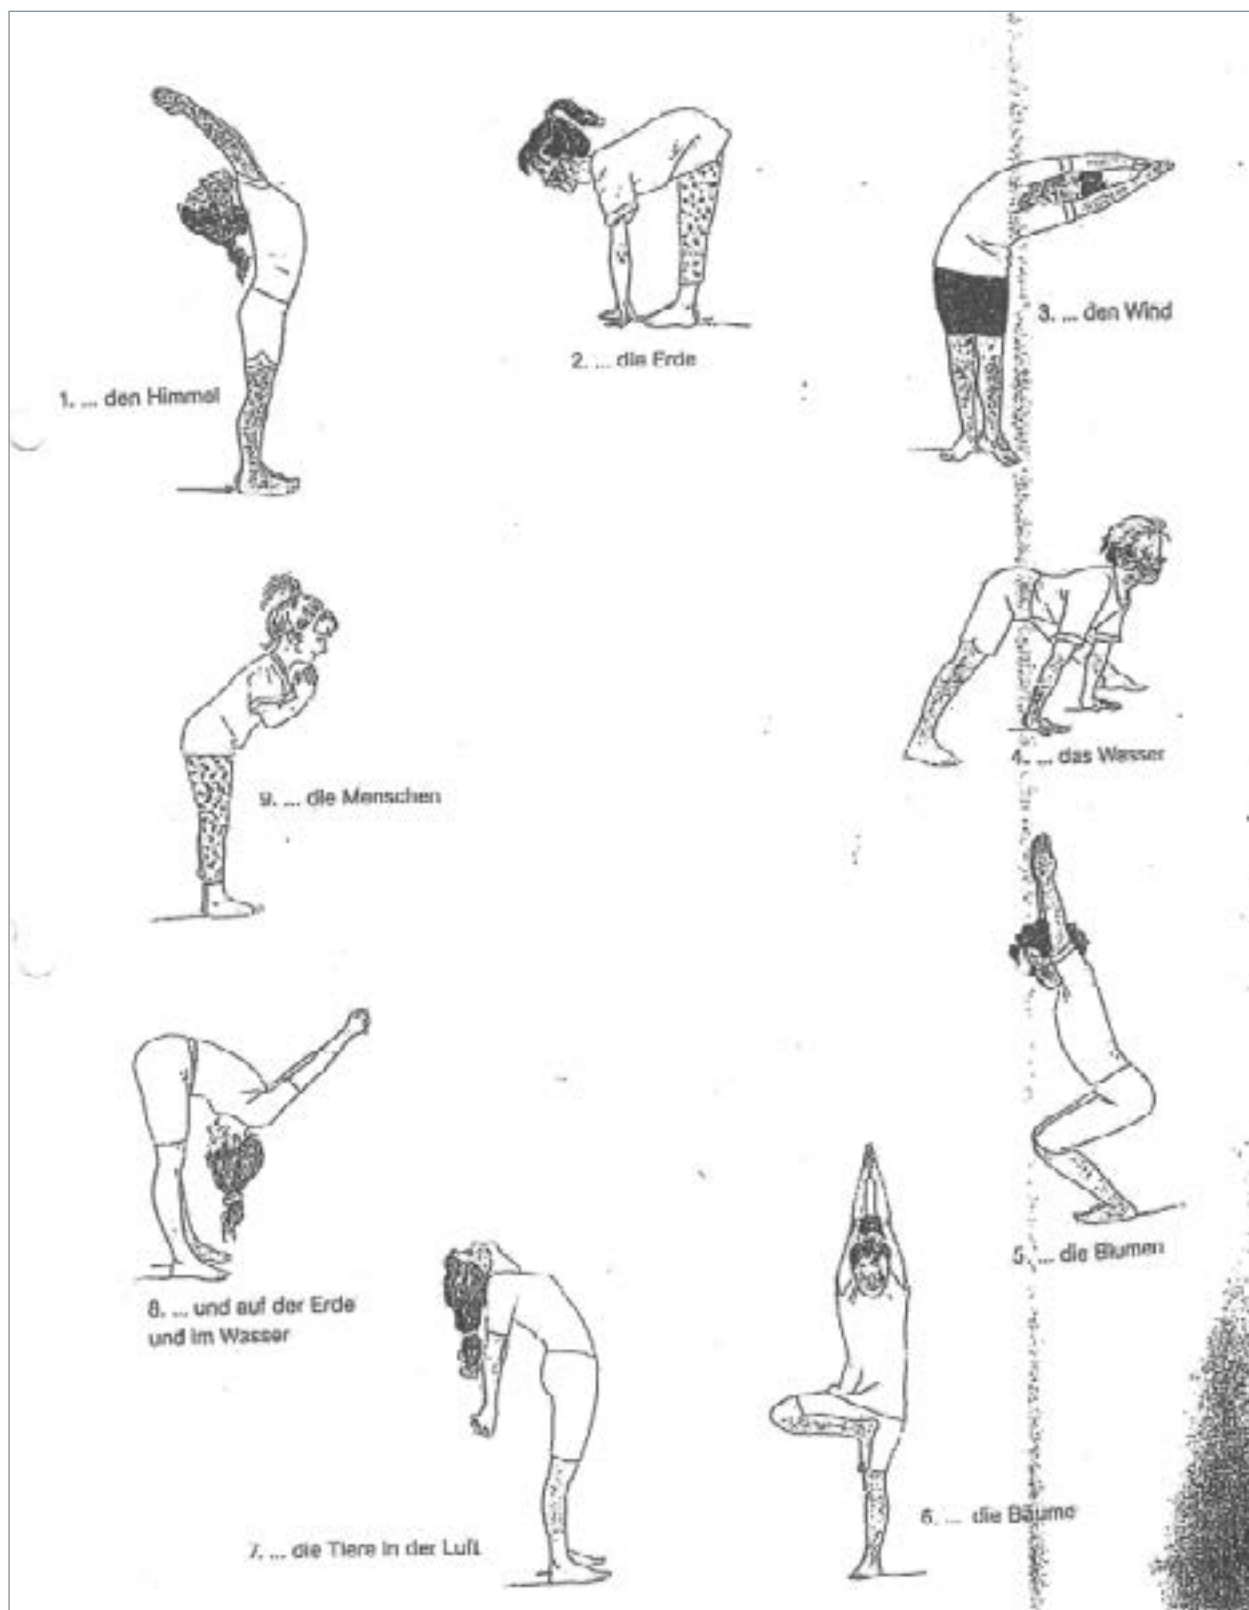 1. ... den Himmel
2. ... die Erde
3. ... den Wind
4. ... das Wasser
5. ... die Blumen
6. ... die Bäume
7. ... die Tiere in der Luft
8. ... und auf der Erde
und im Wasser
9. ... die Menschen